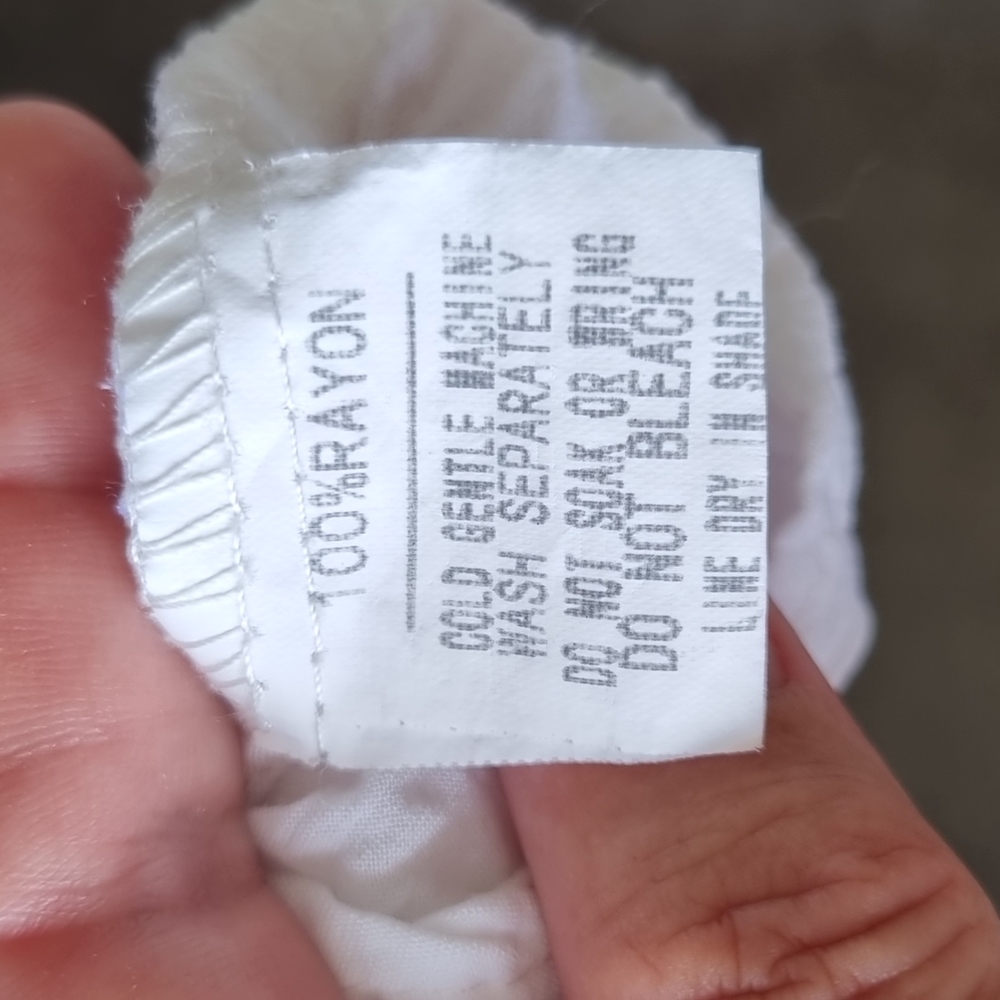 100%RAYON
COLD GENTLE MACHINE
WASH SEPARATELY
DO NOT SOAK OR WRING
DO NOT BLEACH
LINE DRY IN SHADE